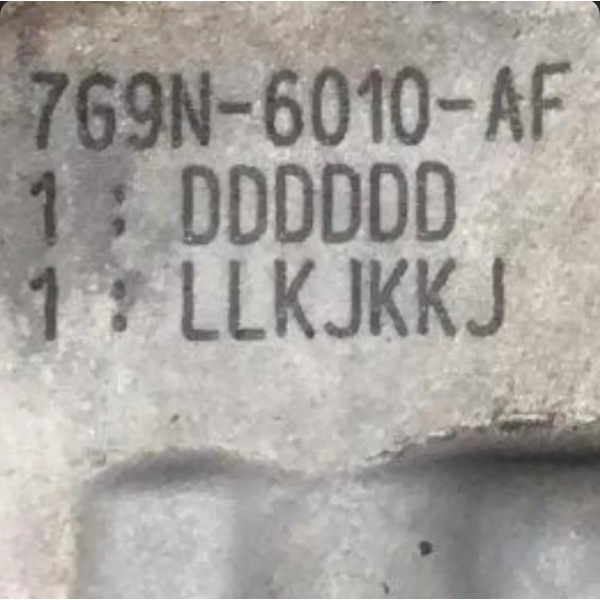 7G9N-6010-AF
1 : DDDDDD
1 : LLKJKKJ